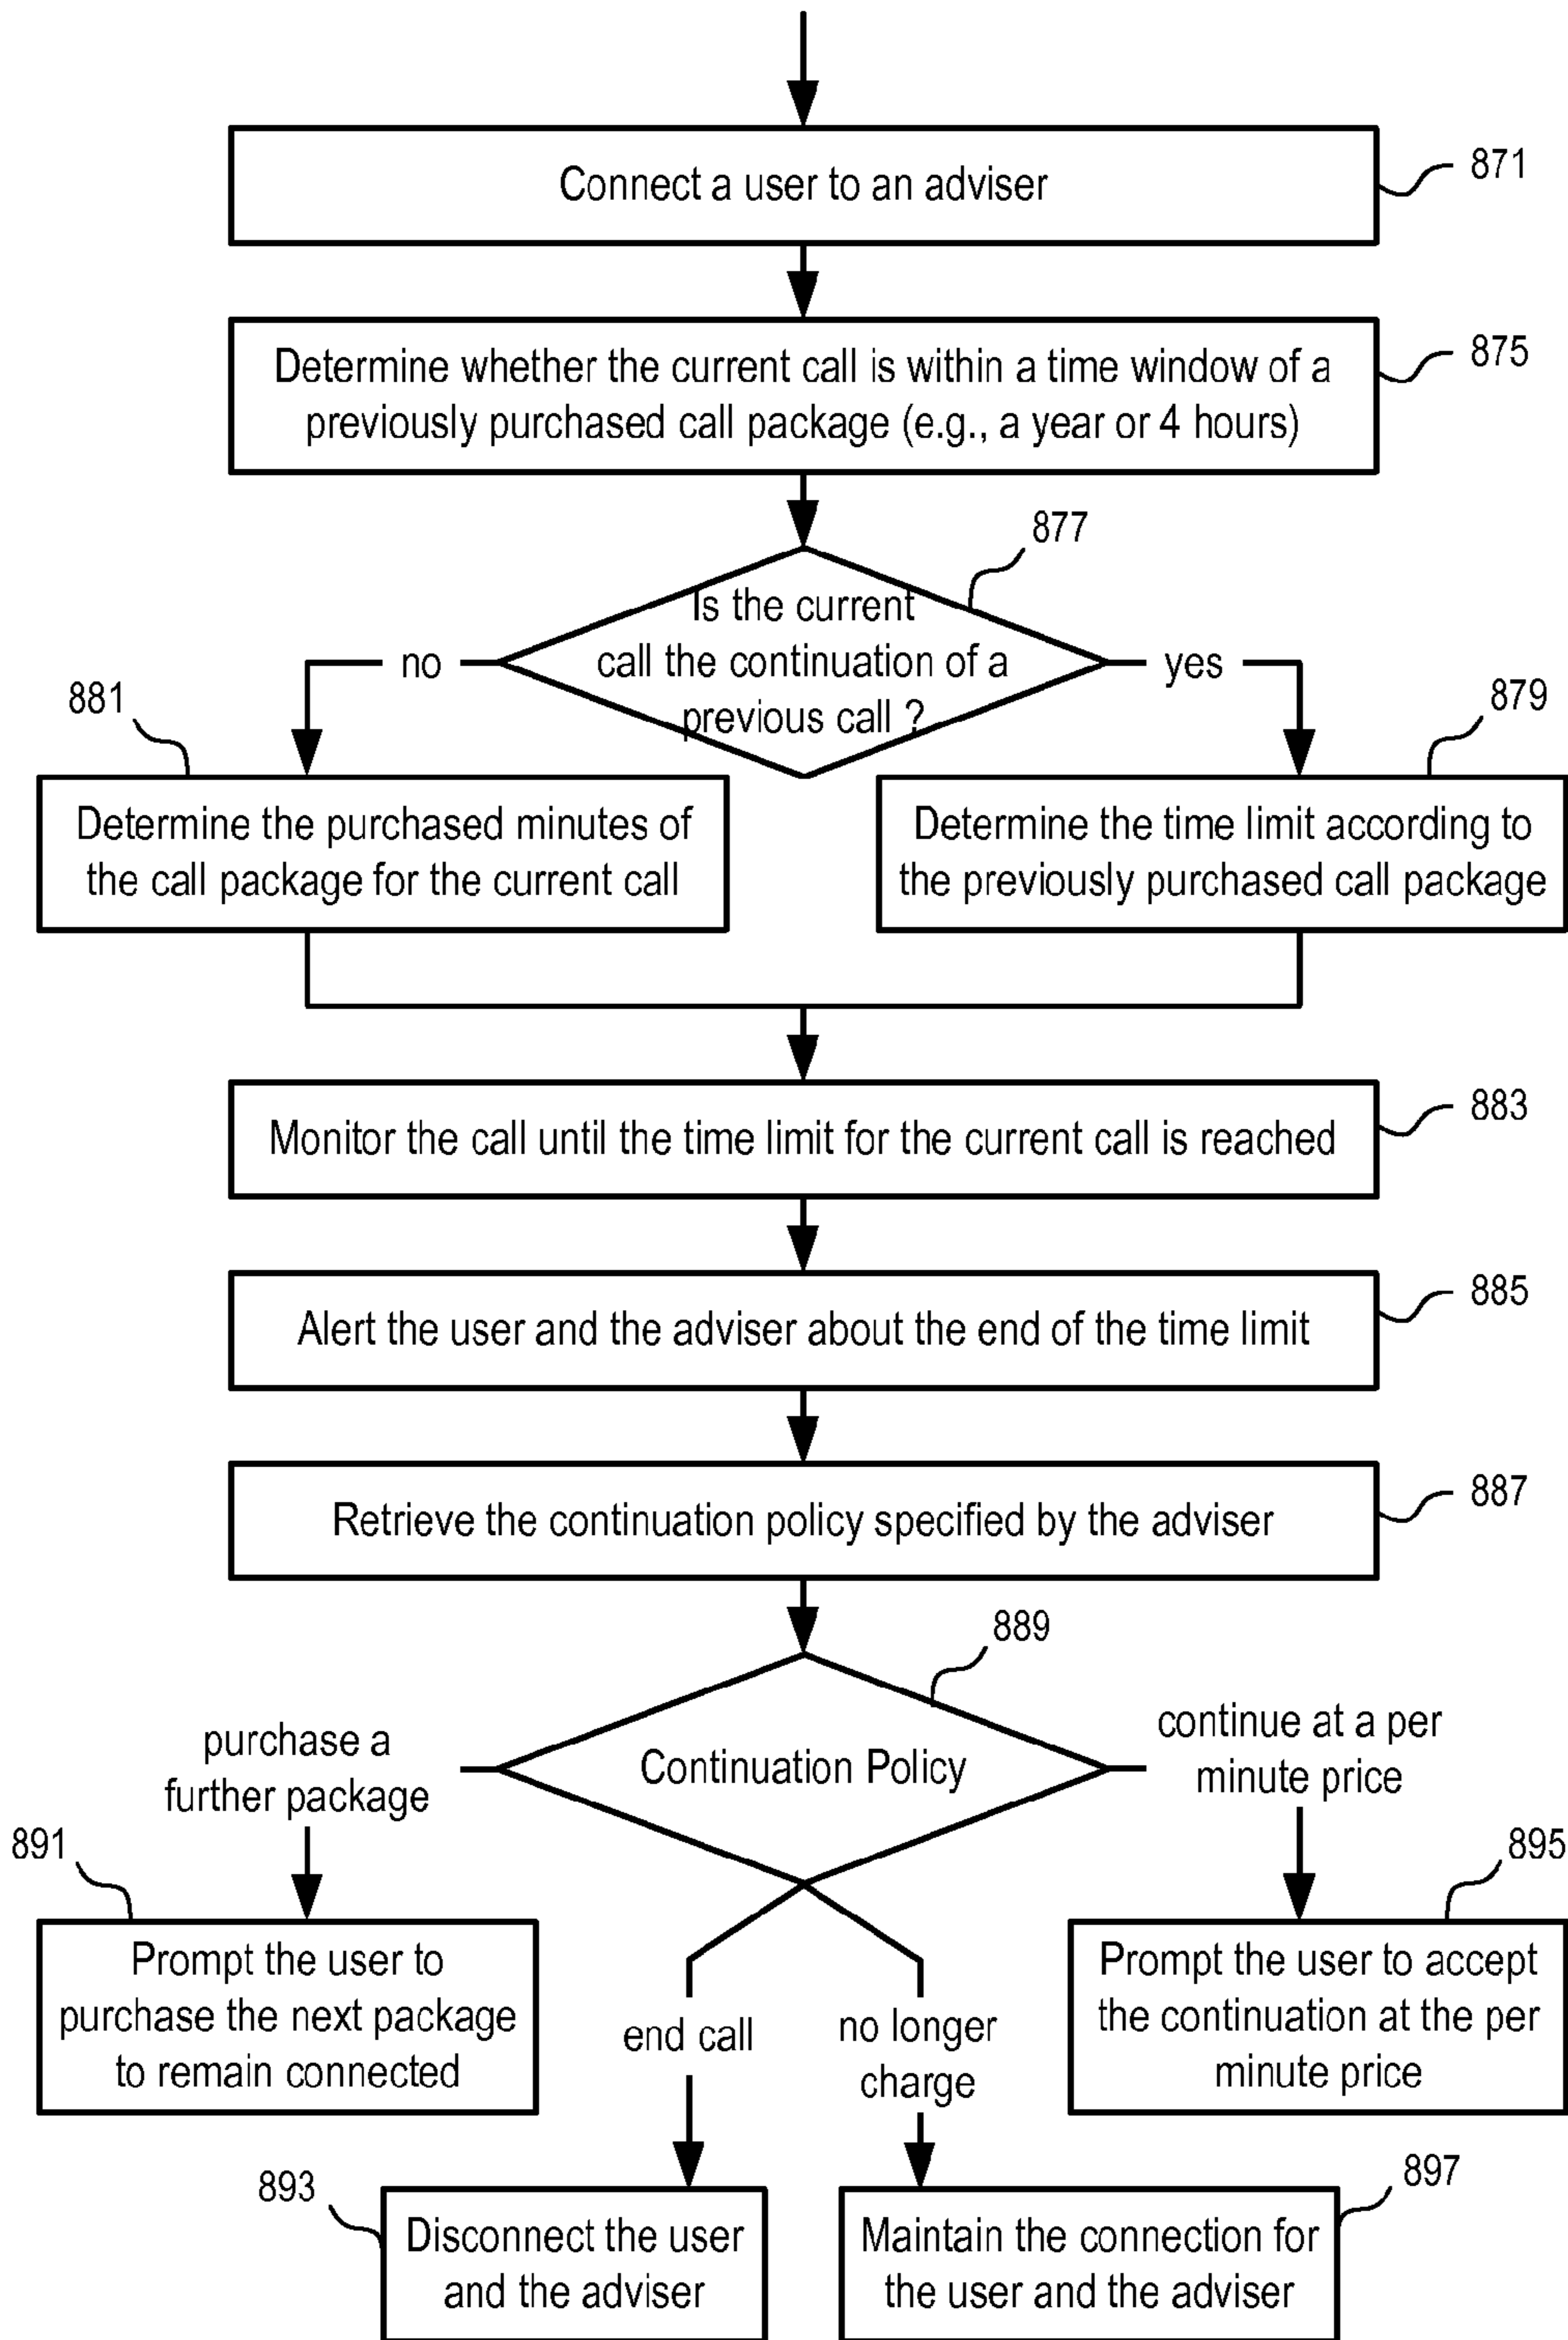 Connect a user to an adviser
871
Determine whether the current call is within a time window of a
previously purchased call package (e.g., a year or 4 hours)
875
877
Is the current
call the continuation of a
previous call ?
no
yes
881
879
Determine the purchased minutes of
the call package for the current call
Determine the time limit according to
the previously purchased call package
Monitor the call until the time limit for the current call is reached
883
Alert the user and the adviser about the end of the time limit
885
Retrieve the continuation policy specified by the adviser
887
889
Continuation Policy
purchase a
further package
continue at a per
minute price
891
895
Prompt the user to
purchase the next package
to remain connected
end call
no longer
charge
Prompt the user to accept
the continuation at the per
minute price
893
897
Disconnect the user
and the adviser
Maintain the connection for
the user and the adviser